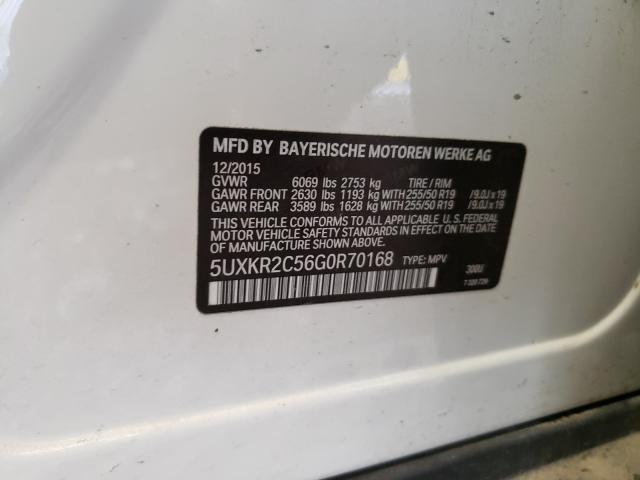 MFD BY BAYERISCHE MOTOREN WERKE AG
12/2015
GVWR 6069 lbs 2753 kg TIRE / RIM
GAWR FRONT 2630 lbs 1193 kg WITH 255/50 R19 /9.0J x 19
GAWR REAR 3589 lbs 1628 kg WITH 255/50 R19 /9.0J x 19
THIS VEHICLE CONFORMS TO ALL APPLICABLE U.S. FEDERAL
MOTOR VEHICLE SAFETY STANDARDS IN EFFECT ON THE
DATE OF MANUFACTURE SHOWN ABOVE.
5UXKR2C56G0R70168 TYPE: MPV
300U